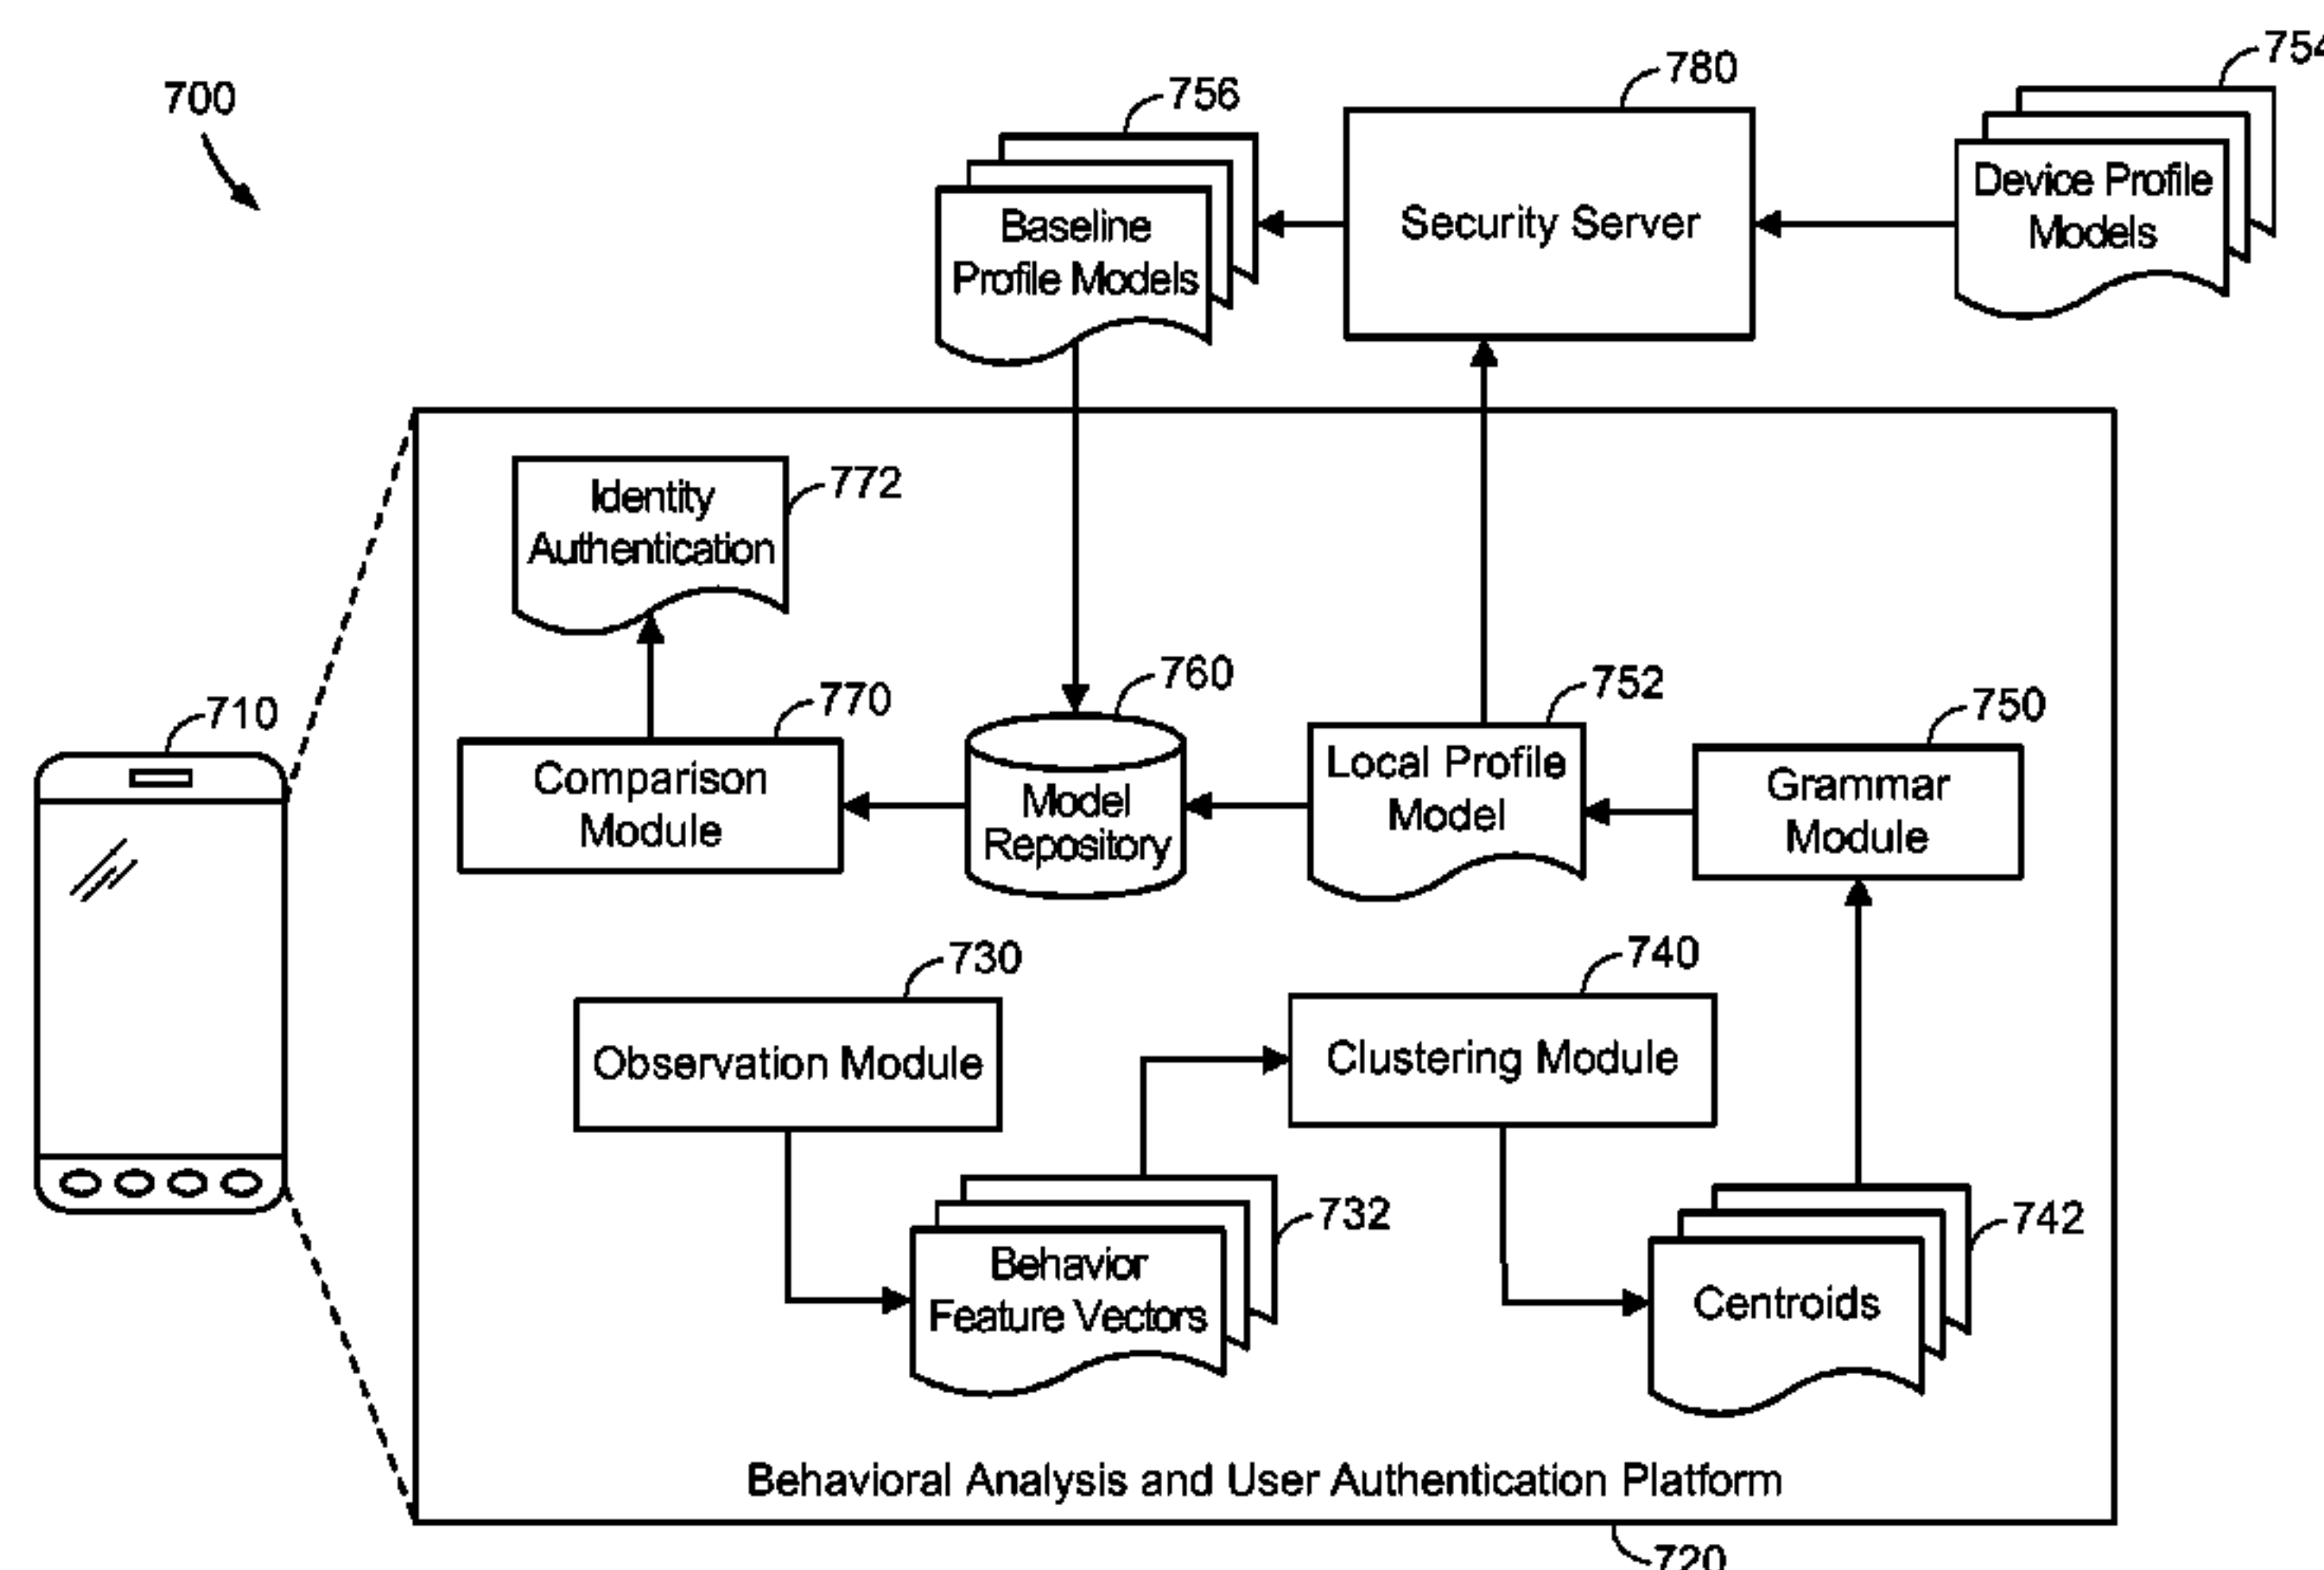 700
756
780
754
Baseline
Profile Models
Security Server
Device Profile
Models
Identity
Authentication
772
710
770
760
752
750
Comparison
Module
Model
Repository
Local Profile
Model
Grammar
Module
730
740
Observation Module
Clustering Module
732
742
Behavior
Feature Vectors
Centroids
Behavioral Analysis and User Authentication Platform
720